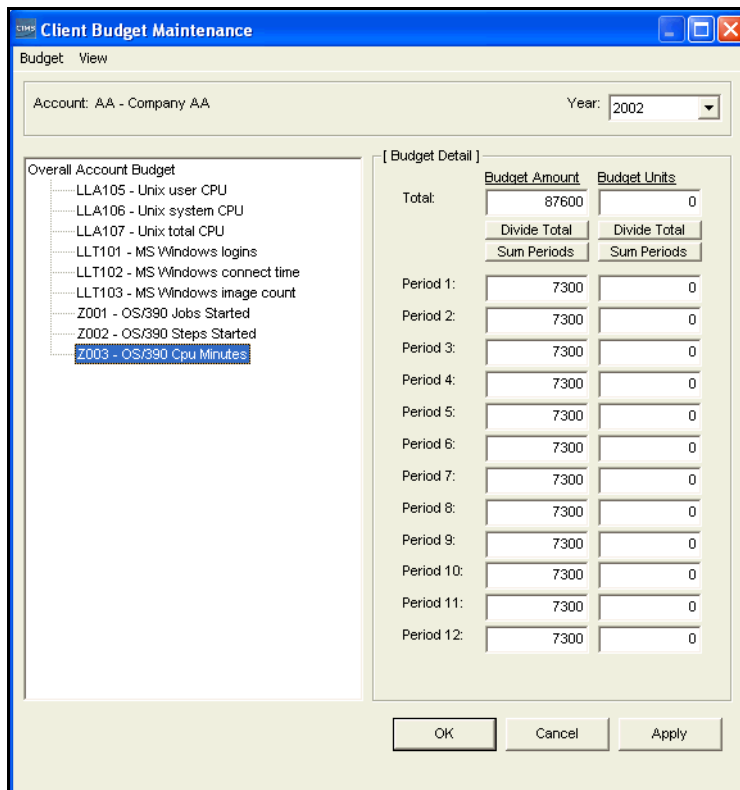 CIMS Client Budget Maintenance
Budget View
Account: AA - Company AA Year: 2002
Overall Account Budget
LLA105 - Unix user CPU
LLA106 - Unix system CPU
LLA107 - Unix total CPU
LLT101 - MS Windows logins
LLT102 - MS Windows connect time
LLT103 - MS Windows image count
Z001 - OS/390 Jobs Started
Z002 - OS/390 Steps Started
Z003 - OS/390 Cpu Minutes
[ Budget Detail ]
Budget Amount Budget Units
Total: 87600 0
Divide Total Divide Total
Sum Periods Sum Periods
Period 1: 7300 0
Period 2: 7300 0
Period 3: 7300 0
Period 4: 7300 0
Period 5: 7300 0
Period 6: 7300 0
Period 7: 7300 0
Period 8: 7300 0
Period 9: 7300 0
Period 10: 7300 0
Period 11: 7300 0
Period 12: 7300 0
OK Cancel Apply